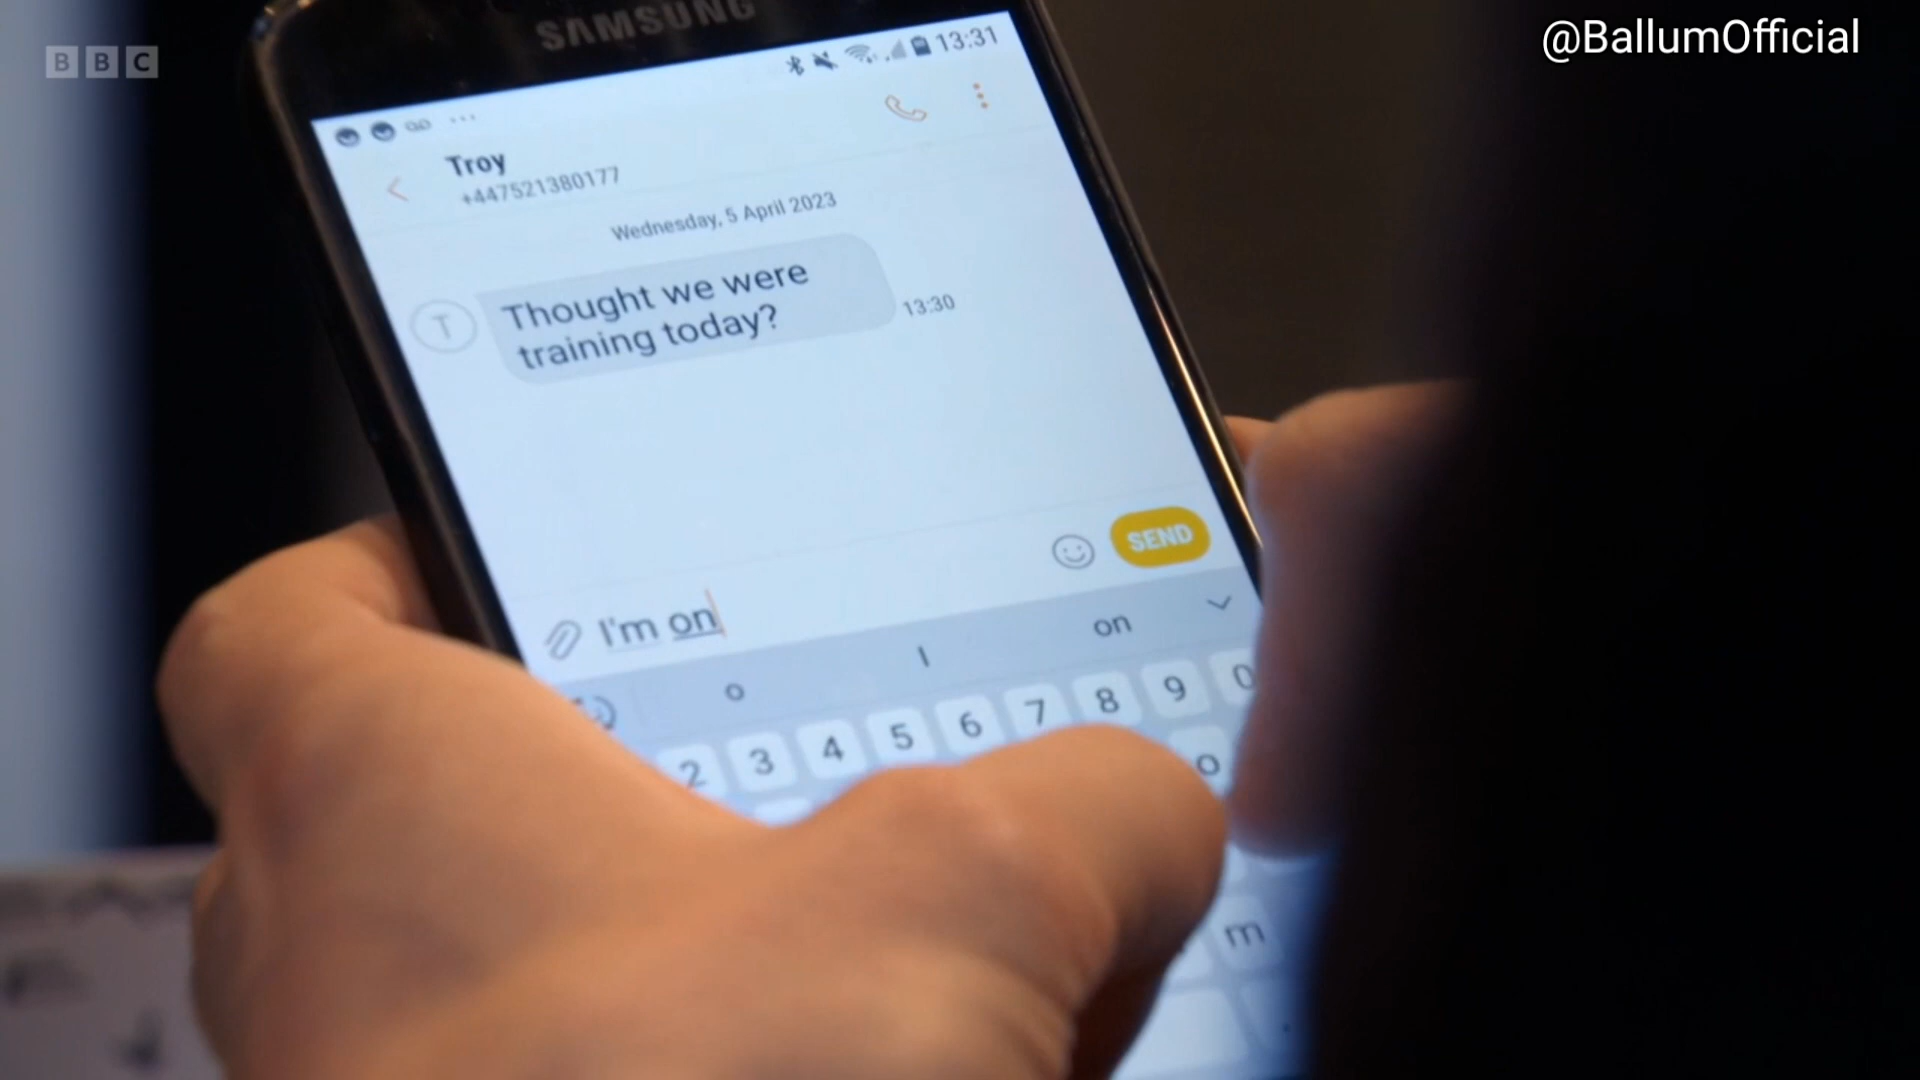 BBC
@BallumOfficial
SAMSUNG
13:31
Troy
+447521380177
Wednesday, 5 April 2023
T
Thought we were
training today?
13:30
SEND
I'm on
o I on
2 3 4 5 6 7 8 9 0
o
m